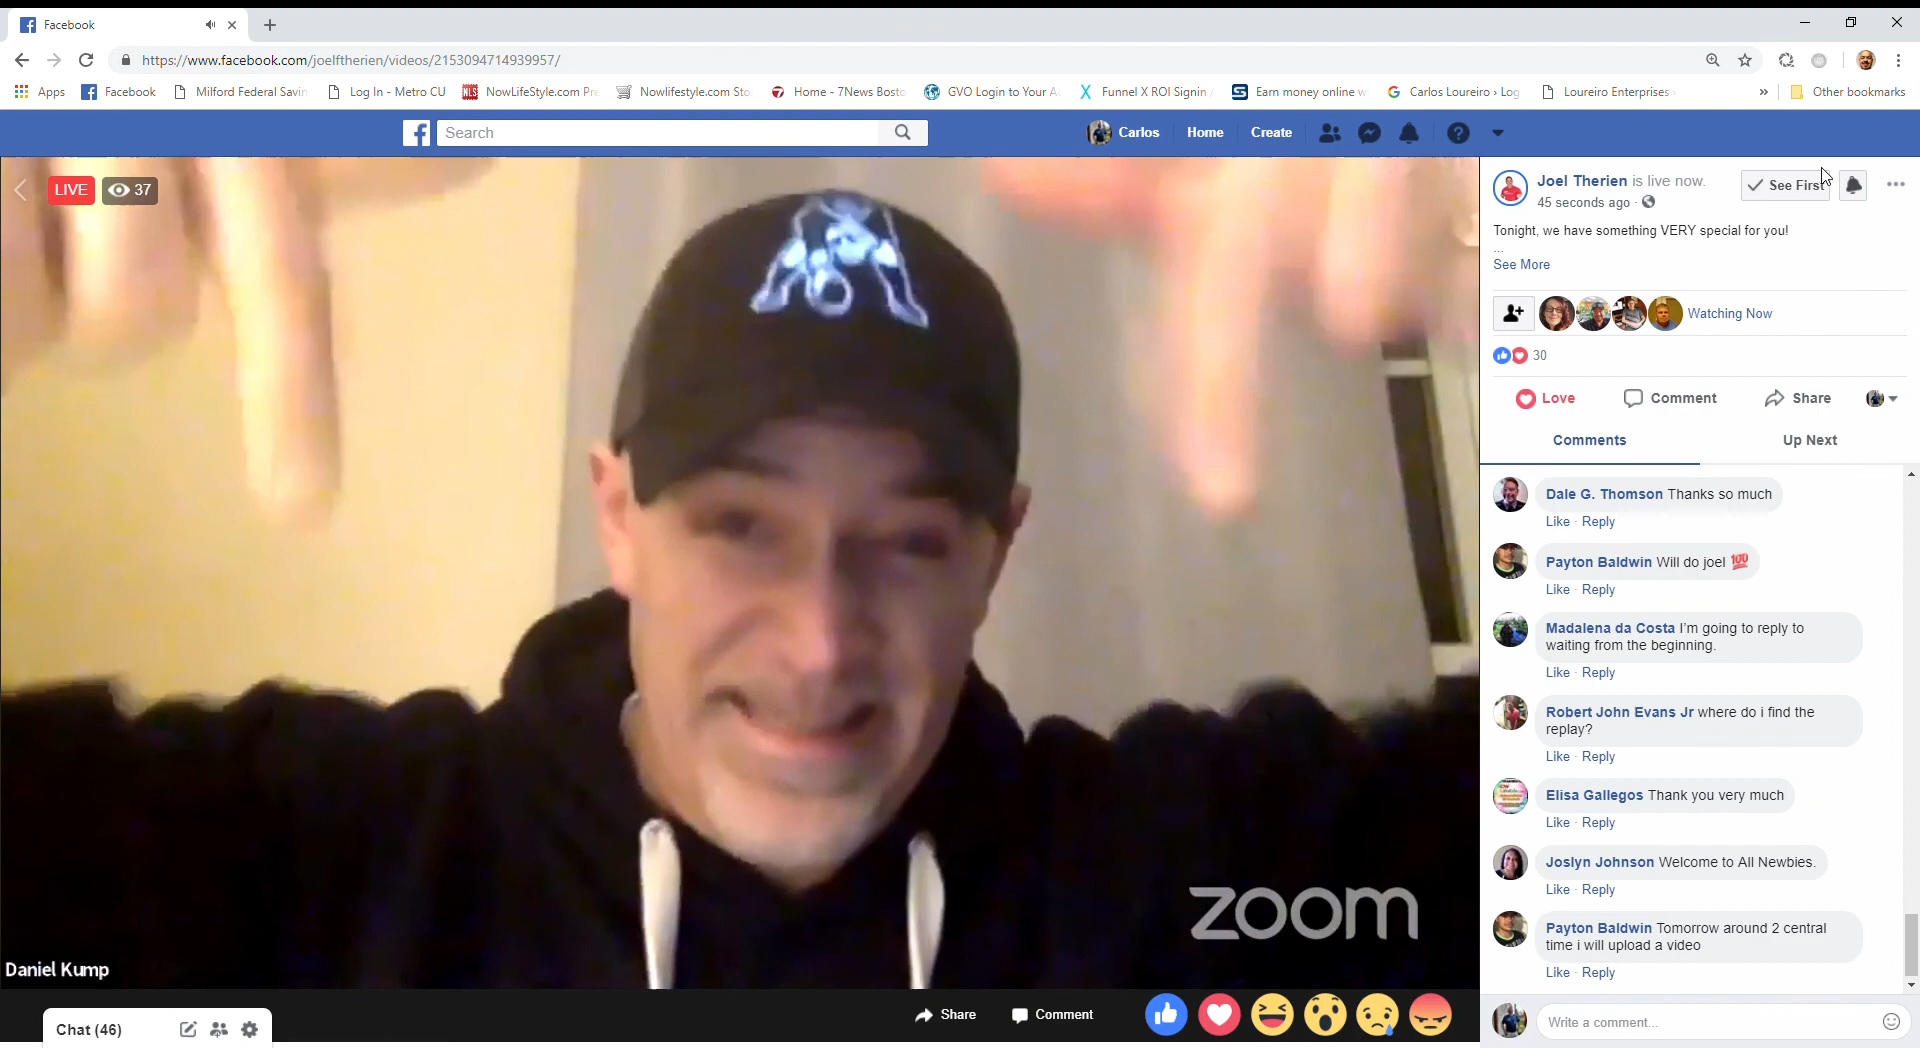 Facebook
https://www.facebook.com/joelftherien/videos/2153094714939957/
Apps
Facebook
Milford Federal Savin
Log In - Metro CU
NLS
NowLifeStyle.com Pre
Nowlifestyle.com Sto
Home - 7News Bosto
GVO Login to Your A
Funnel X ROI Signin
Earn money online w
Carlos Loureiro › Log
Loureiro Enterprises
»
Other bookmarks
Search
Carlos
Home
Create
LIVE
37
Daniel Kump
zoom
Share
Comment
Chat (46)
Joel Therien is live now.
45 seconds ago ·
See First
Tonight, we have something VERY special for you!
...
See More
Watching Now
30
Love
Comment
Share
Comments
Up Next
Dale G. Thomson Thanks so much
Like · Reply
Payton Baldwin Will do joel 💯
Like · Reply
Madalena da Costa I'm going to reply to
waiting from the beginning.
Like · Reply
Robert John Evans Jr where do i find the
replay?
Like · Reply
Elisa Gallegos Thank you very much
Like · Reply
Joslyn Johnson Welcome to All Newbies.
Like · Reply
Payton Baldwin Tomorrow around 2 central
time i will upload a video
Like · Reply
Write a comment...